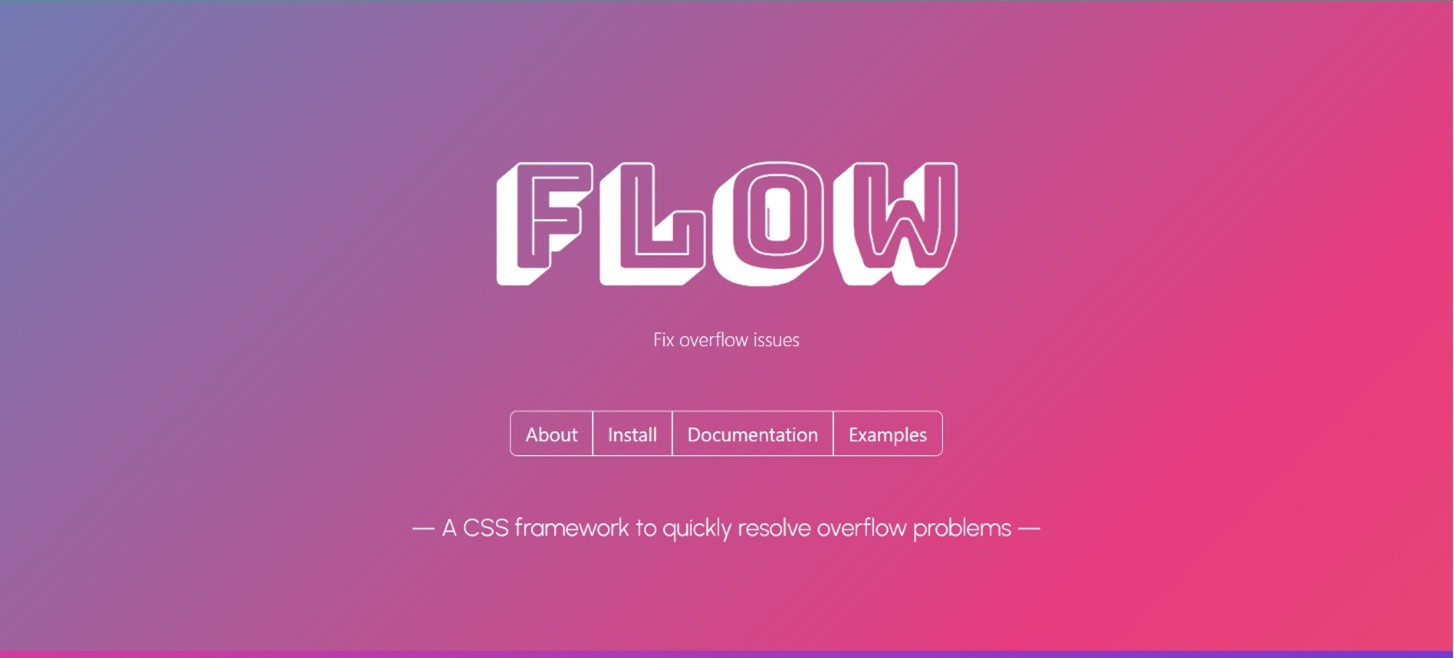 FLOW
Fix overflow issues
About Install Documentation Examples
— A CSS framework to quickly resolve overflow problems —